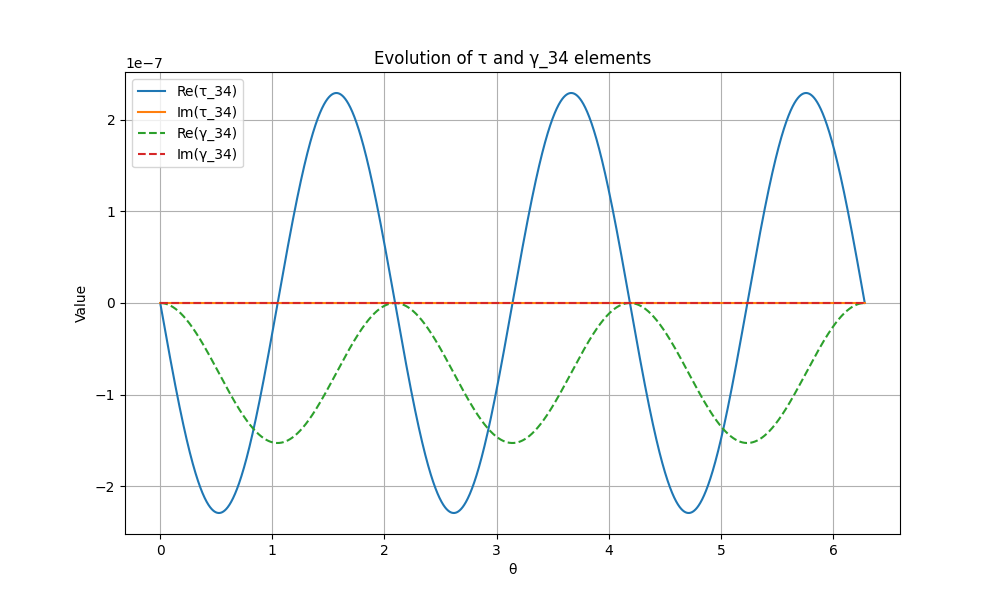 Evolution of τ and γ_34 elements
1e−7
Re(τ_34)
Im(τ_34)
Re(γ_34)
Im(γ_34)
2
1
0
−1
−2
Value
0 1 2 3 4 5 6
θ